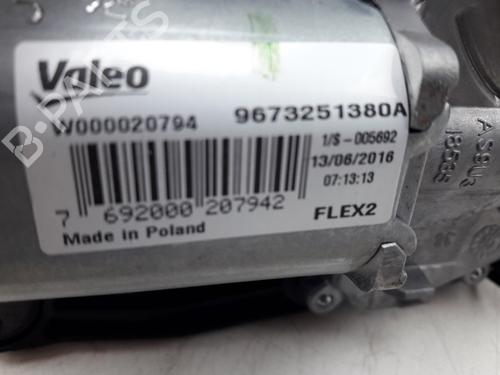 Valeo
W000020794
9673251380A
1/S - 005692
13/06/2016
07:13:13
7 692000 207942
FLEX2
Made in Poland
B-PARTS